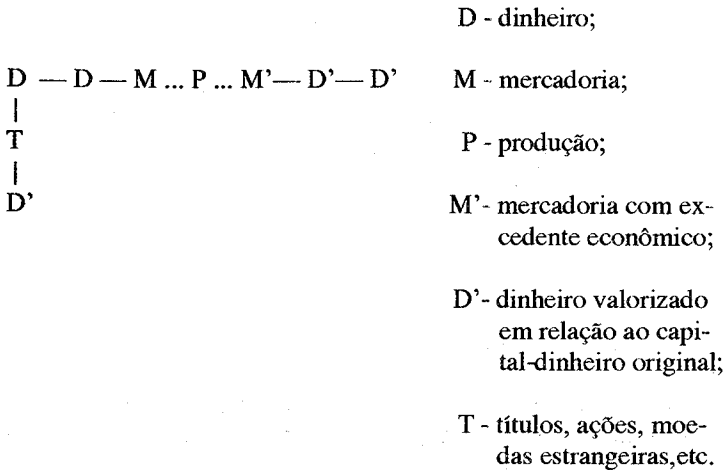 D - dinheiro;
D — D — M ... P ... M’— D’— D’
M - mercadoria;
|
T
P - produção;
|
D’
M’- mercadoria com ex-
cedente econômico;
D’- dinheiro valorizado
em relação ao capi-
tal-dinheiro original;
T - títulos, ações, moe-
das estrangeiras,etc.